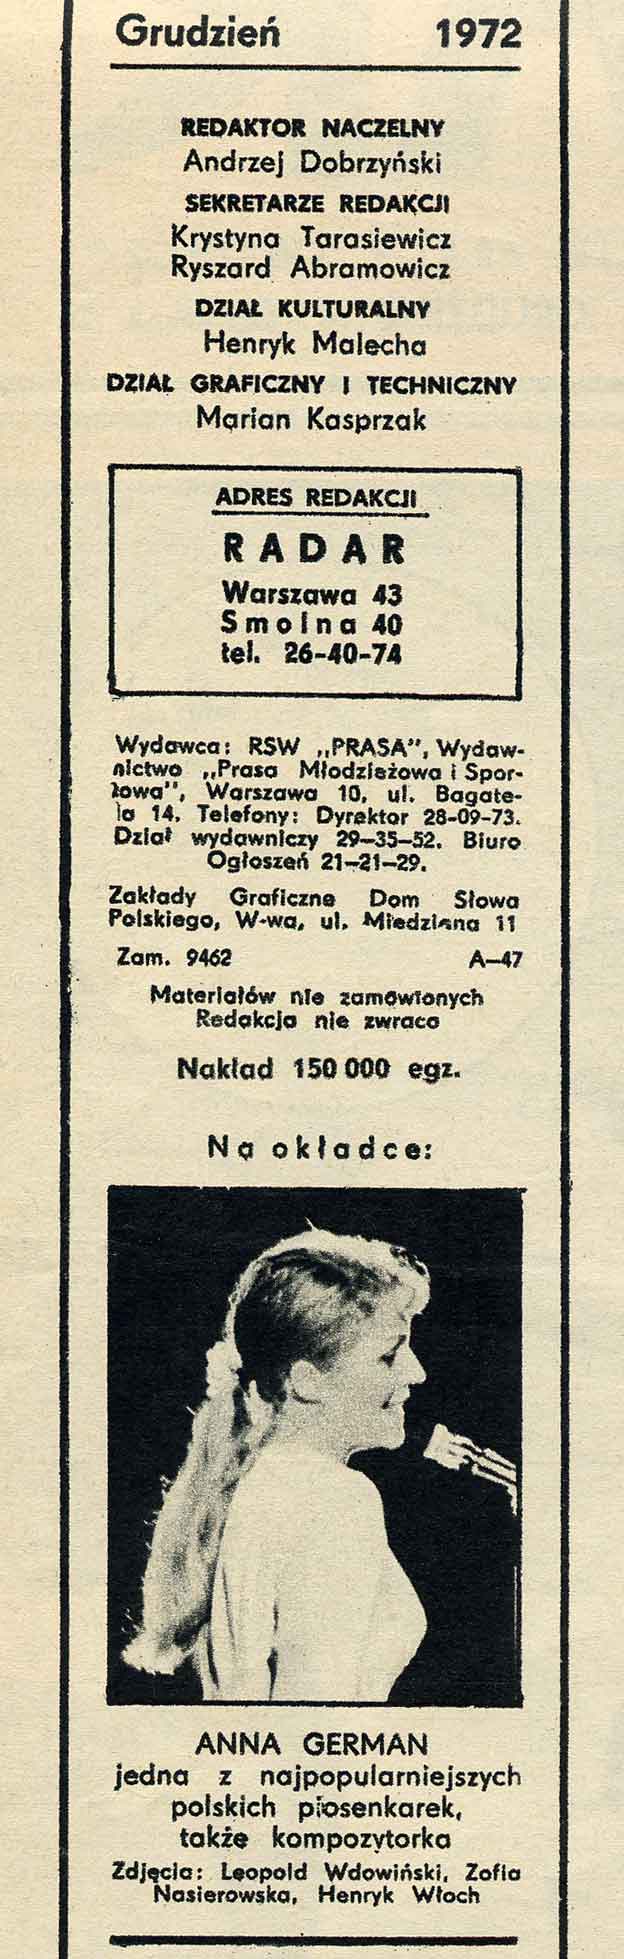 Grudzień 1972
REDAKTOR NACZELNY
Andrzej Dobrzyński
SEKRETARZE REDAKCJI
Krystyna Tarasiewicz
Ryszard Abramowicz
DZIAŁ KULTURALNY
Henryk Malecha
DZIAŁ GRAFICZNY I TECHNICZNY
Marian Kasprzak
ADRES REDAKCJI
RADAR
Warszawa 43
Smolna 40
tel. 26-40-74
Wydawca: RSW „PRASA”, Wydaw-
nictwo „Prasa Młodzieżowa i Spor-
towa”, Warszawa 10, ul. Bagate-
la 14. Telefony: Dyrektor 28-09-73.
Dział wydawniczy 29—35—52. Biuro
Ogłoszeń 21—21—29.
Zakłady Graficzne Dom Słowa
Polskiego, W-wa, ul. Miedziana 11
Zam. 9462 A—47
Materiałów nie zamówionych
Redakcja nie zwraca
Nakład 150 000 egz.
Na okładce:
ANNA GERMAN
jedna z najpopularniejszych
polskich piosenkarek,
także kompozytorka
Zdjęcia: Leopold Wdowiński, Zofia
Nasierowska, Henryk Włoch